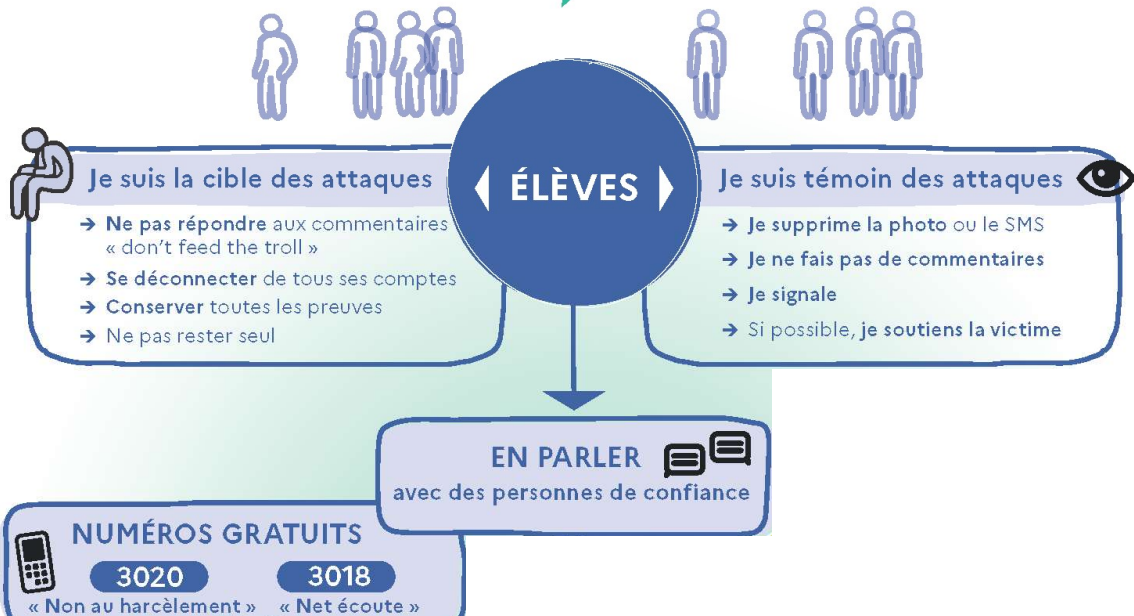 ÉLÈVES
Je suis la cible des attaques
→ Ne pas répondre aux commentaires
« don’t feed the troll »
→ Se déconnecter de tous ses comptes
→ Conserver toutes les preuves
→ Ne pas rester seul
Je suis témoin des attaques
→ Je supprime la photo ou le SMS
→ Je ne fais pas de commentaires
→ Je signale
→ Si possible, je soutiens la victime
EN PARLER
avec des personnes de confiance
NUMÉROS GRATUITS
3020
« Non au harcèlement »
3018
« Net écoute »